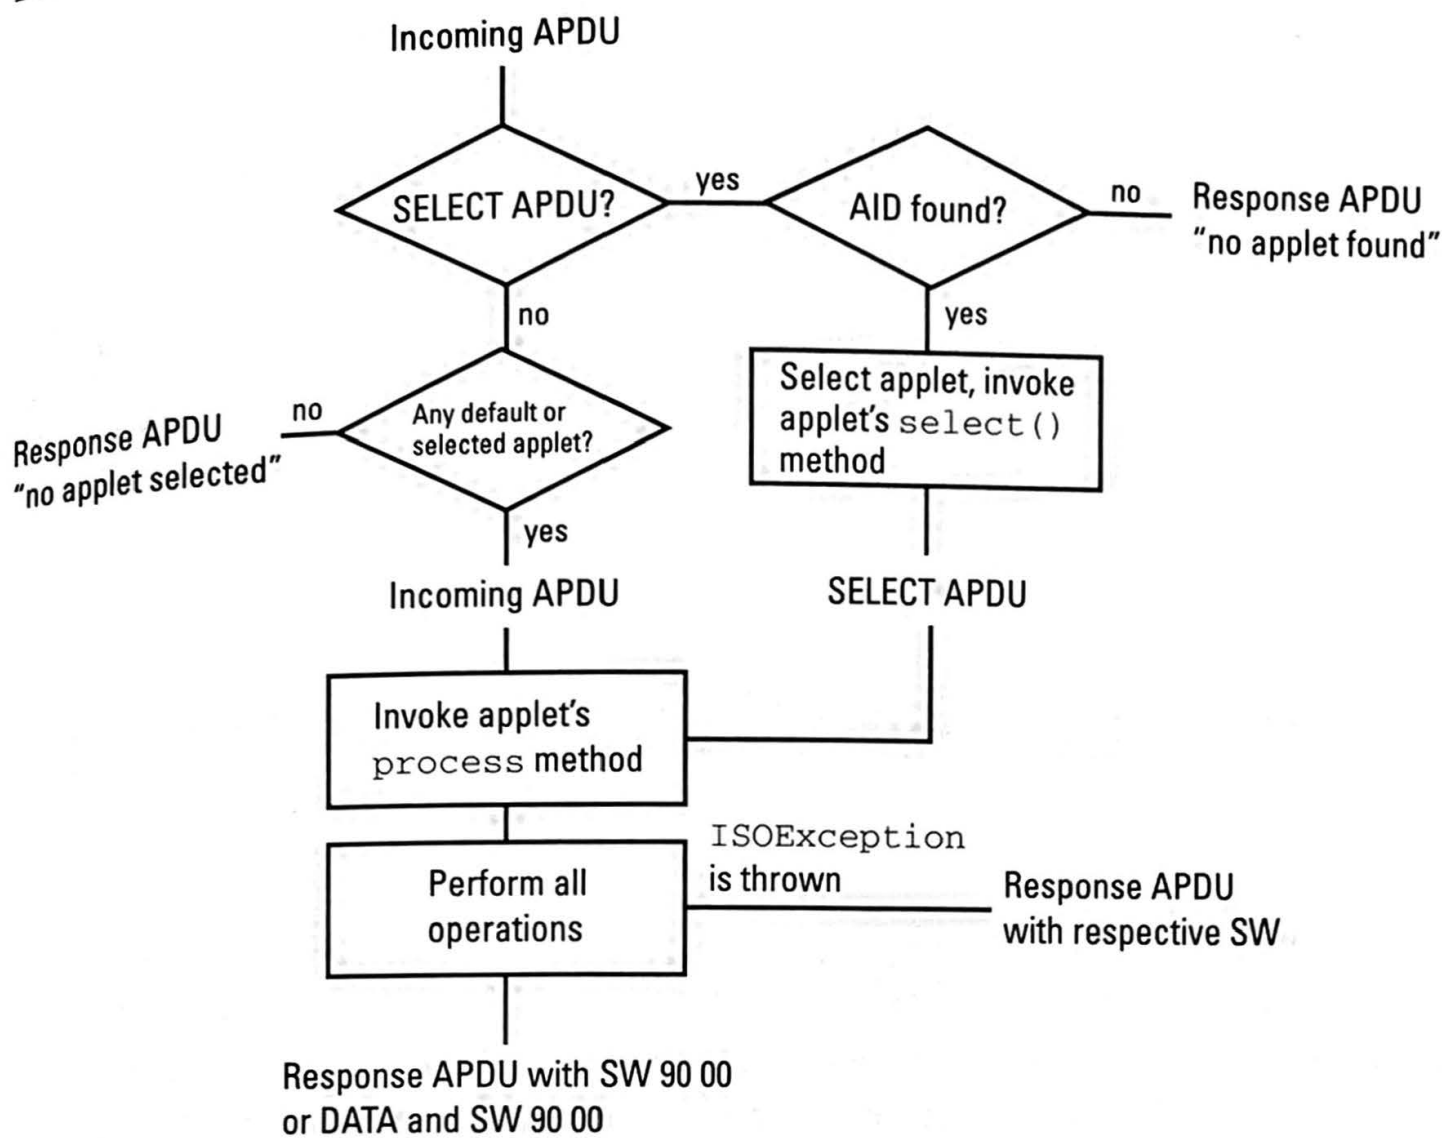 Incoming APDU
SELECT APDU?
yes
AID found?
no
Response APDU
“no applet found”
no
yes
Any default or
selected applet?
no
Response APDU
“no applet selected”
Select applet, invoke
applet’s select()
method
yes
Incoming APDU
SELECT APDU
Invoke applet’s
process method
ISOException
is thrown
Perform all
operations
Response APDU
with respective SW
Response APDU with SW 90 00
or DATA and SW 90 00